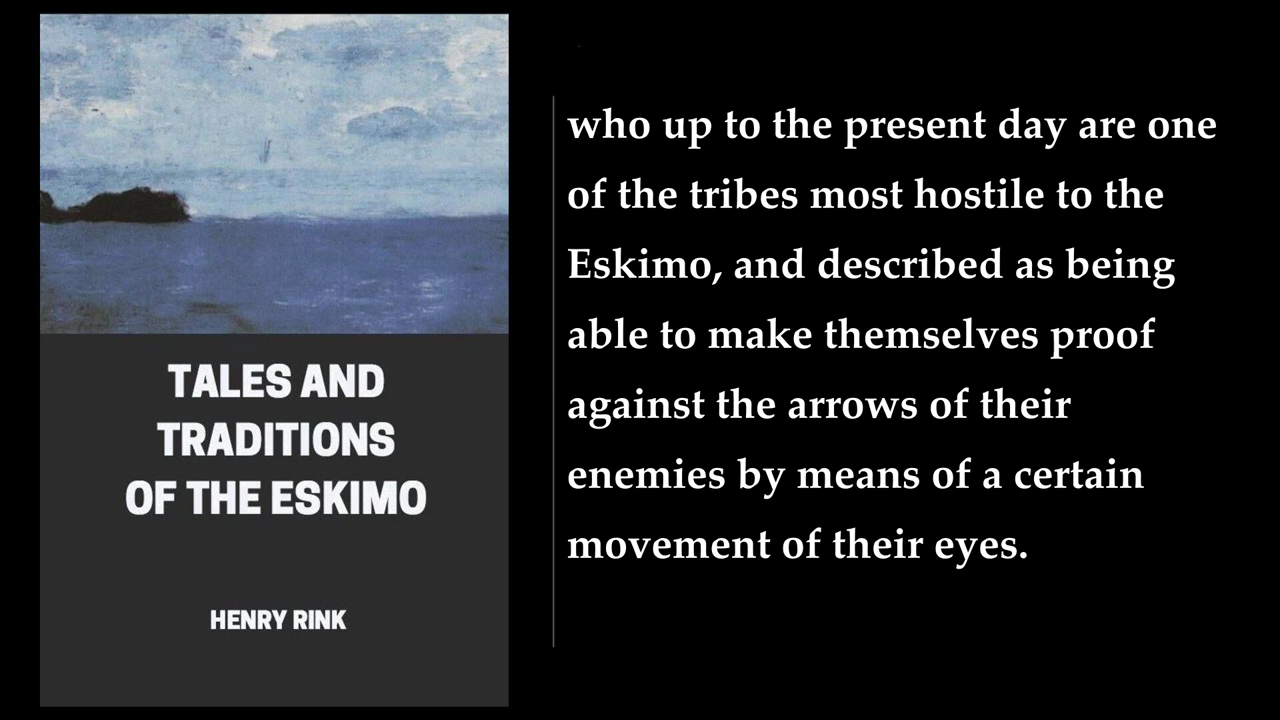 TALES AND
TRADITIONS
OF THE ESKIMO
HENRY RINK
who up to the present day are one
of the tribes most hostile to the
Eskimo, and described as being
able to make themselves proof
against the arrows of their
enemies by means of a certain
movement of their eyes.